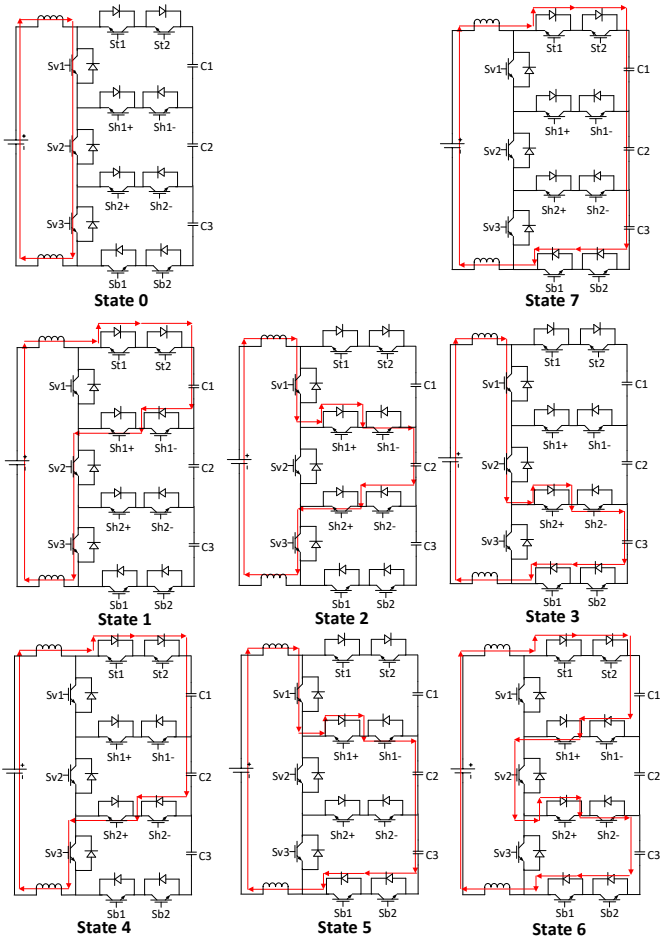 St1 St2
Sv1
C1
Sh1+ Sh1-
+
-
Sv2
C2
Sh2+ Sh2-
Sv3
C3
Sb1 Sb2
State 0
St1 St2
Sv1
C1
Sh1+ Sh1-
+
-
Sv2
C2
Sh2+ Sh2-
Sv3
C3
Sb1 Sb2
State 7
St1 St2
Sv1
C1
Sh1+ Sh1-
+
-
Sv2
C2
Sh2+ Sh2-
Sv3
C3
Sb1 Sb2
State 1
St1 St2
Sv1
C1
Sh1+ Sh1-
+
-
Sv2
C2
Sh2+ Sh2-
Sv3
C3
Sb1 Sb2
State 2
St1 St2
Sv1
C1
Sh1+ Sh1-
+
-
Sv2
C2
Sh2+ Sh2-
Sv3
C3
Sb1 Sb2
State 3
St1 St2
Sv1
C1
Sh1+ Sh1-
+
-
Sv2
C2
Sh2+ Sh2-
Sv3
C3
Sb1 Sb2
State 4
St1 St2
Sv1
C1
Sh1+ Sh1-
+
-
Sv2
C2
Sh2+ Sh2-
Sv3
C3
Sb1 Sb2
State 5
St1 St2
Sv1
C1
Sh1+ Sh1-
+
-
Sv2
C2
Sh2+ Sh2-
Sv3
C3
Sb1 Sb2
State 6